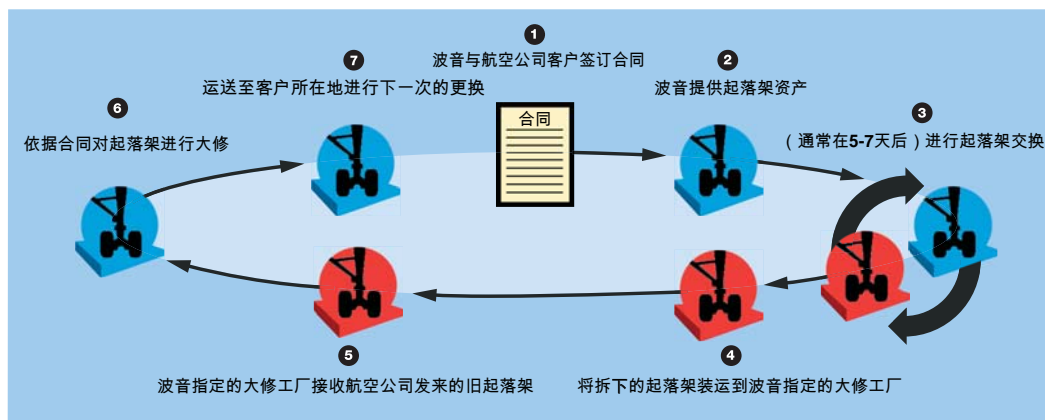 1
波音与航空公司客户签订合同
2
波音提供起落架资产
3
（通常在5-7天后）进行起落架交换
4
将拆下的起落架装运到波音指定的大修工厂
5
波音指定的大修工厂接收航空公司发来的旧起落架
6
依据合同对起落架进行大修
7
运送至客户所在地进行下一次的更换
合同